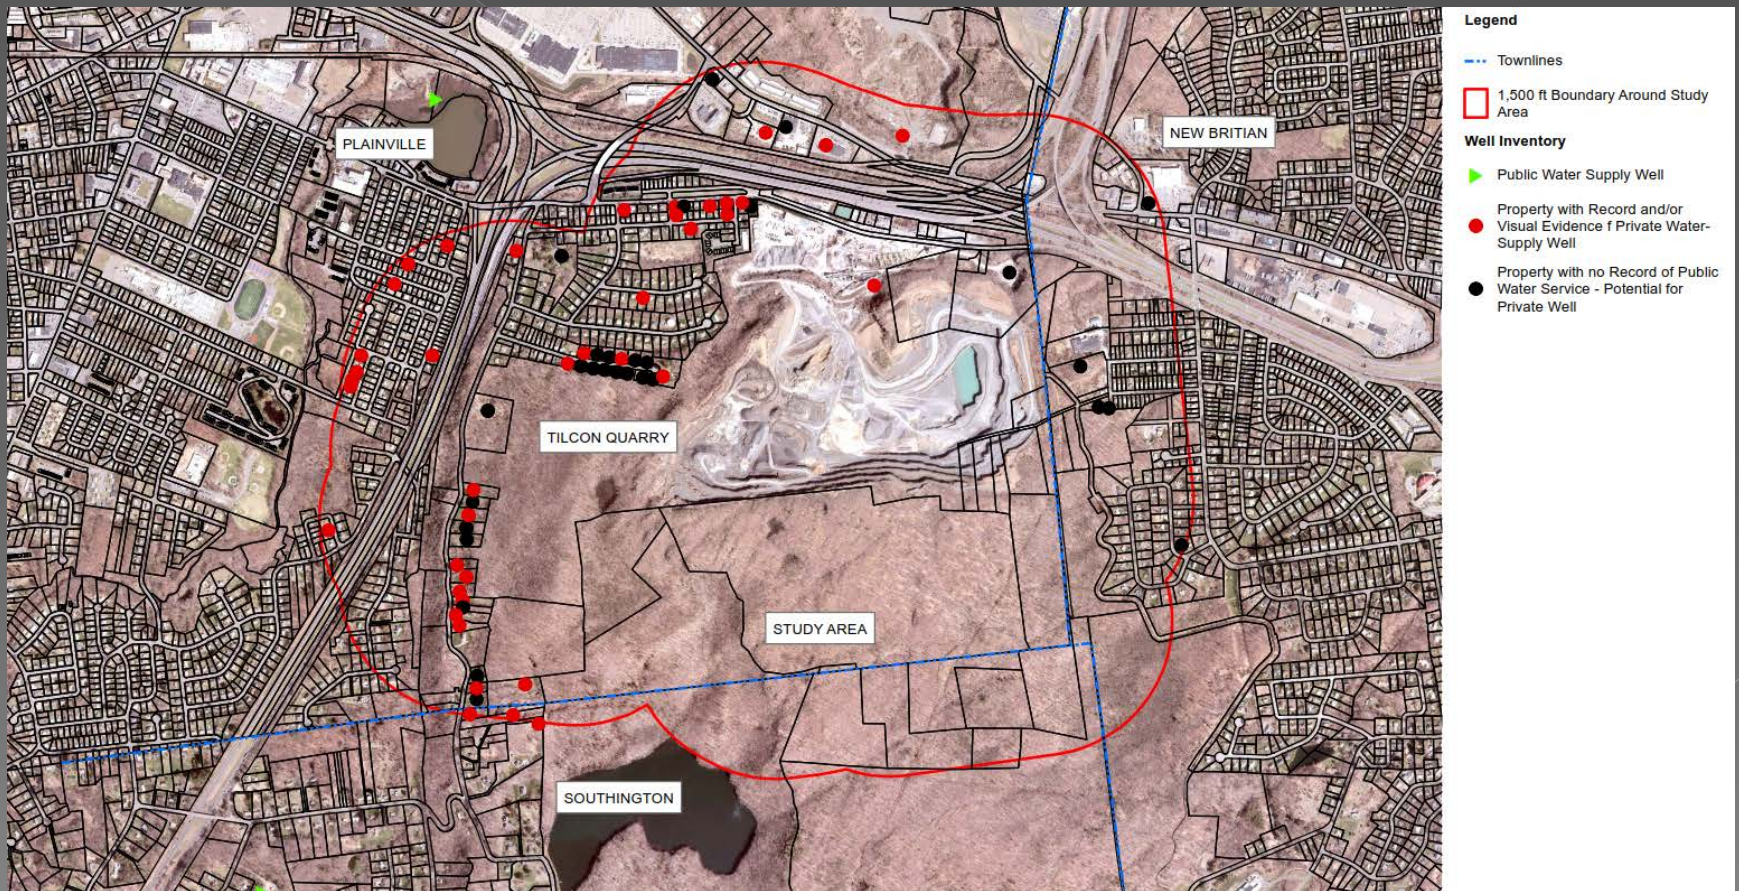 PLAINVILLE
NEW BRITIAN
TILCON QUARRY
STUDY AREA
SOUTHINGTON
Legend
Townlines
1,500 ft Boundary Around Study
Area
Well Inventory
Public Water Supply Well
Property with Record and/or
Visual Evidence f Private Water-
Supply Well
Property with no Record of Public
Water Service - Potential for
Private Well